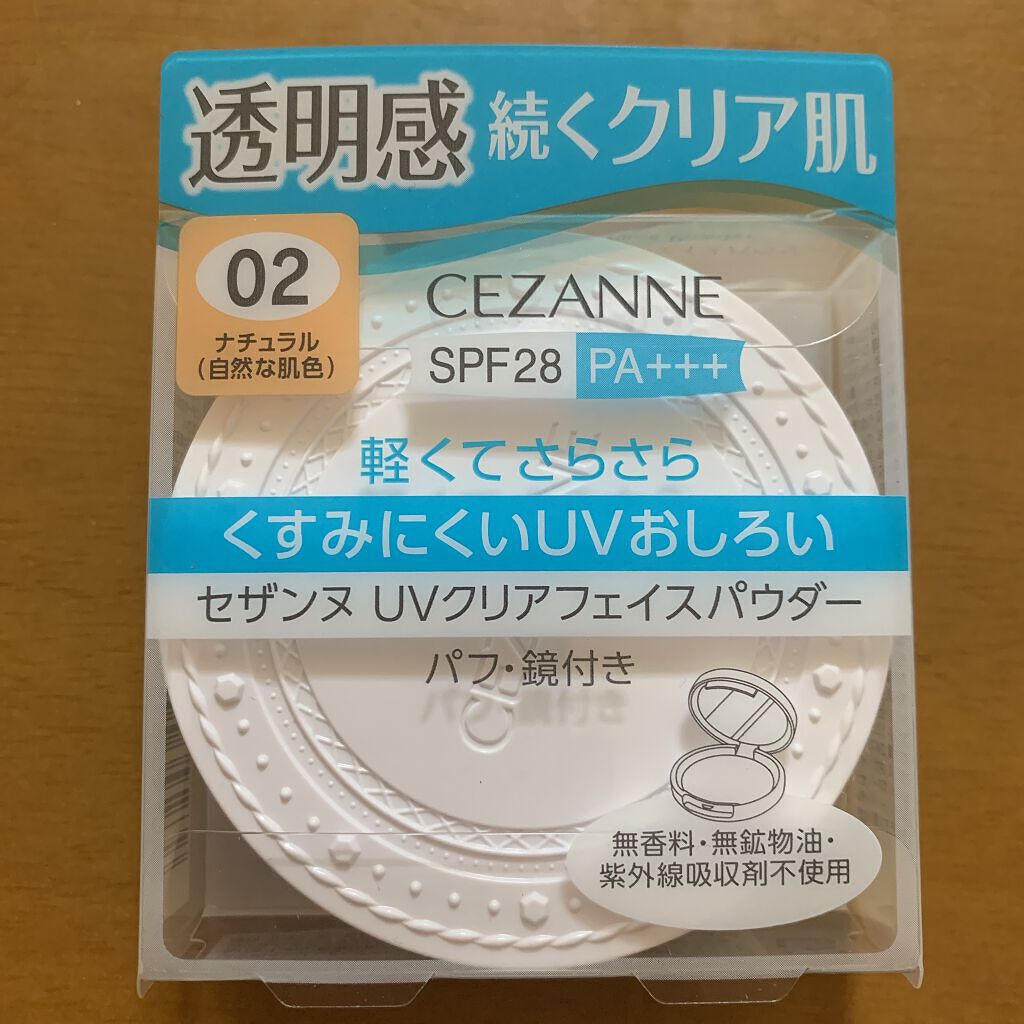 透明感 続くクリア肌
02
ナチュラル
(自然な肌色)
CEZANNE
SPF28 PA+++
軽くてさらさら
くすみにくいUVおしろい
セザンヌ UVクリアフェイスパウダー
パフ・鏡付き
無香料・無鉱物油・
紫外線吸収剤不使用